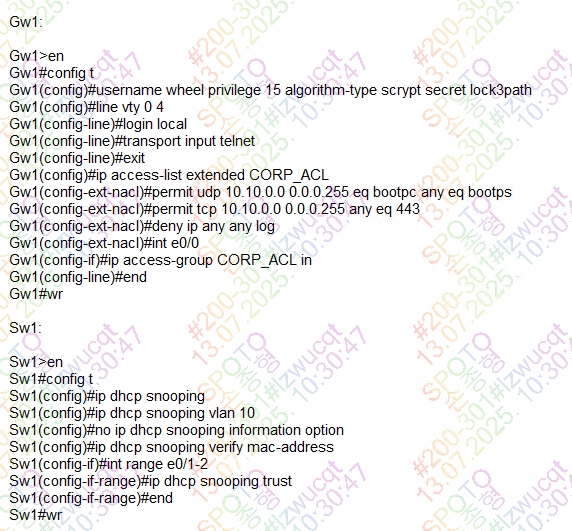 Gw1:
Gw1>en
Gw1#config t
Gw1(config)#username wheel privilege 15 algorithm-type scrypt secret lock3path
Gw1(config)#line vty 0 4
Gw1(config-line)#login local
Gw1(config-line)#transport input telnet
Gw1(config-line)#exit
Gw1(config)#ip access-list extended CORP_ACL
Gw1(config-ext-nacl)#permit udp 10.10.0.0 0.0.0.255 eq bootpc any eq bootps
Gw1(config-ext-nacl)#permit tcp 10.10.0.0 0.0.0.255 any eq 443
Gw1(config-ext-nacl)#deny ip any any log
Gw1(config-ext-nacl)#int e0/0
Gw1(config-if)#ip access-group CORP_ACL in
Gw1(config-line)#end
Gw1#wr
Sw1:
Sw1>en
Sw1#config t
Sw1(config)#ip dhcp snooping
Sw1(config)#ip dhcp snooping vlan 10
Sw1(config)#no ip dhcp snooping information option
Sw1(config)#ip dhcp snooping verify mac-address
Sw1(config-if)#int range e0/1-2
Sw1(config-if-range)#ip dhcp snooping trust
Sw1(config-if-range)#end
Sw1#wr